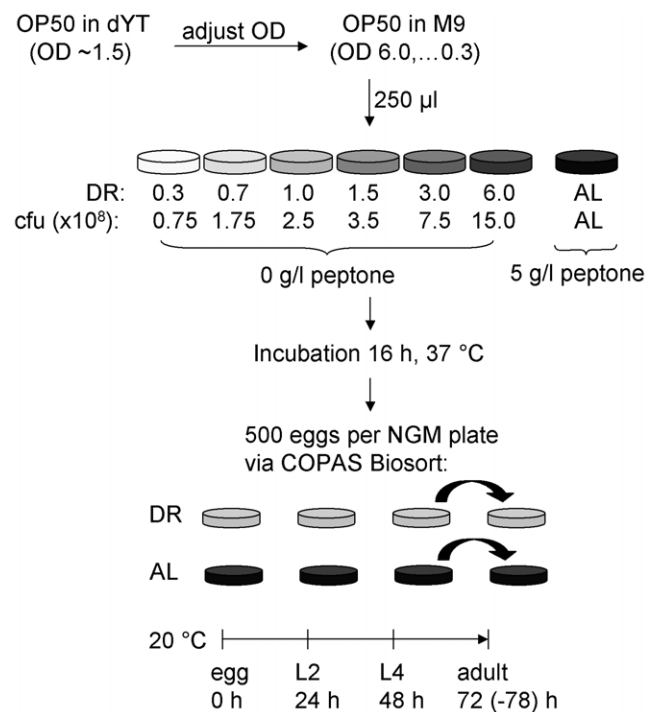 OP50 in dYT
(OD ~1.5)
adjust OD
OP50 in M9
(OD 6.0,...0.3)
250 µl
DR: 0.3 0.7 1.0 1.5 3.0 6.0 AL
cfu (x10⁸): 0.75 1.75 2.5 3.5 7.5 15.0 AL
0 g/l peptone
5 g/l peptone
Incubation 16 h, 37 °C
500 eggs per NGM plate
via COPAS Biosort:
DR
AL
20 °C
egg L2 L4 adult
0 h 24 h 48 h 72 (-78) h